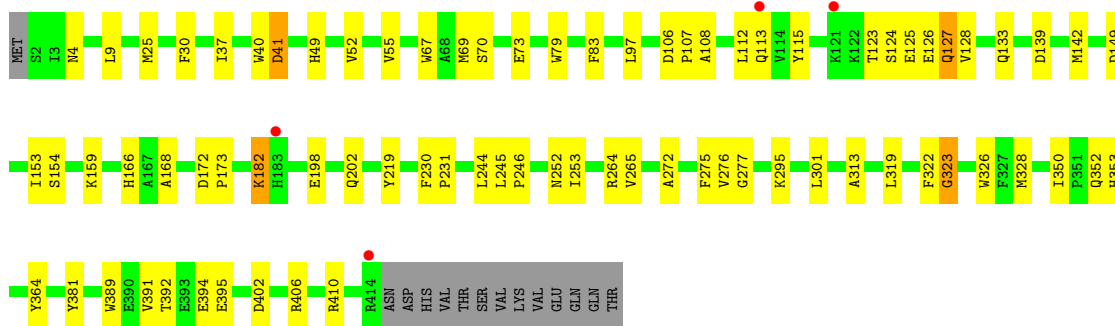 MET S2 I3 N4 L9 M25 F30 I37 W40 D41 H49 V52 V55 W67 A68 M69 S70 E73 W79 F83 L97 D106 P107 A108 L112 Q113 V114 Y115 K121 K122 T123 S124 E125 E126 Q127 V128 Q133 D139 M142 D149
I153 S154 K159 H166 A167 A168 D172 P173 K182 H183 E198 Q202 Y219 F230 P231 L244 L245 P246 N252 I253 R264 V265 A272 F275 V276 G277 K295 L301 A313 L319 F322 G323 W326 F327 M328 I350 P351 Q352 H353
Y364 Y381 W389 E390 V391 T392 E393 E394 E395 D402 R406 R410 R414 ASN ASP HIS VAL THR SER VAL LYS VAL GLU GLN GLN THR